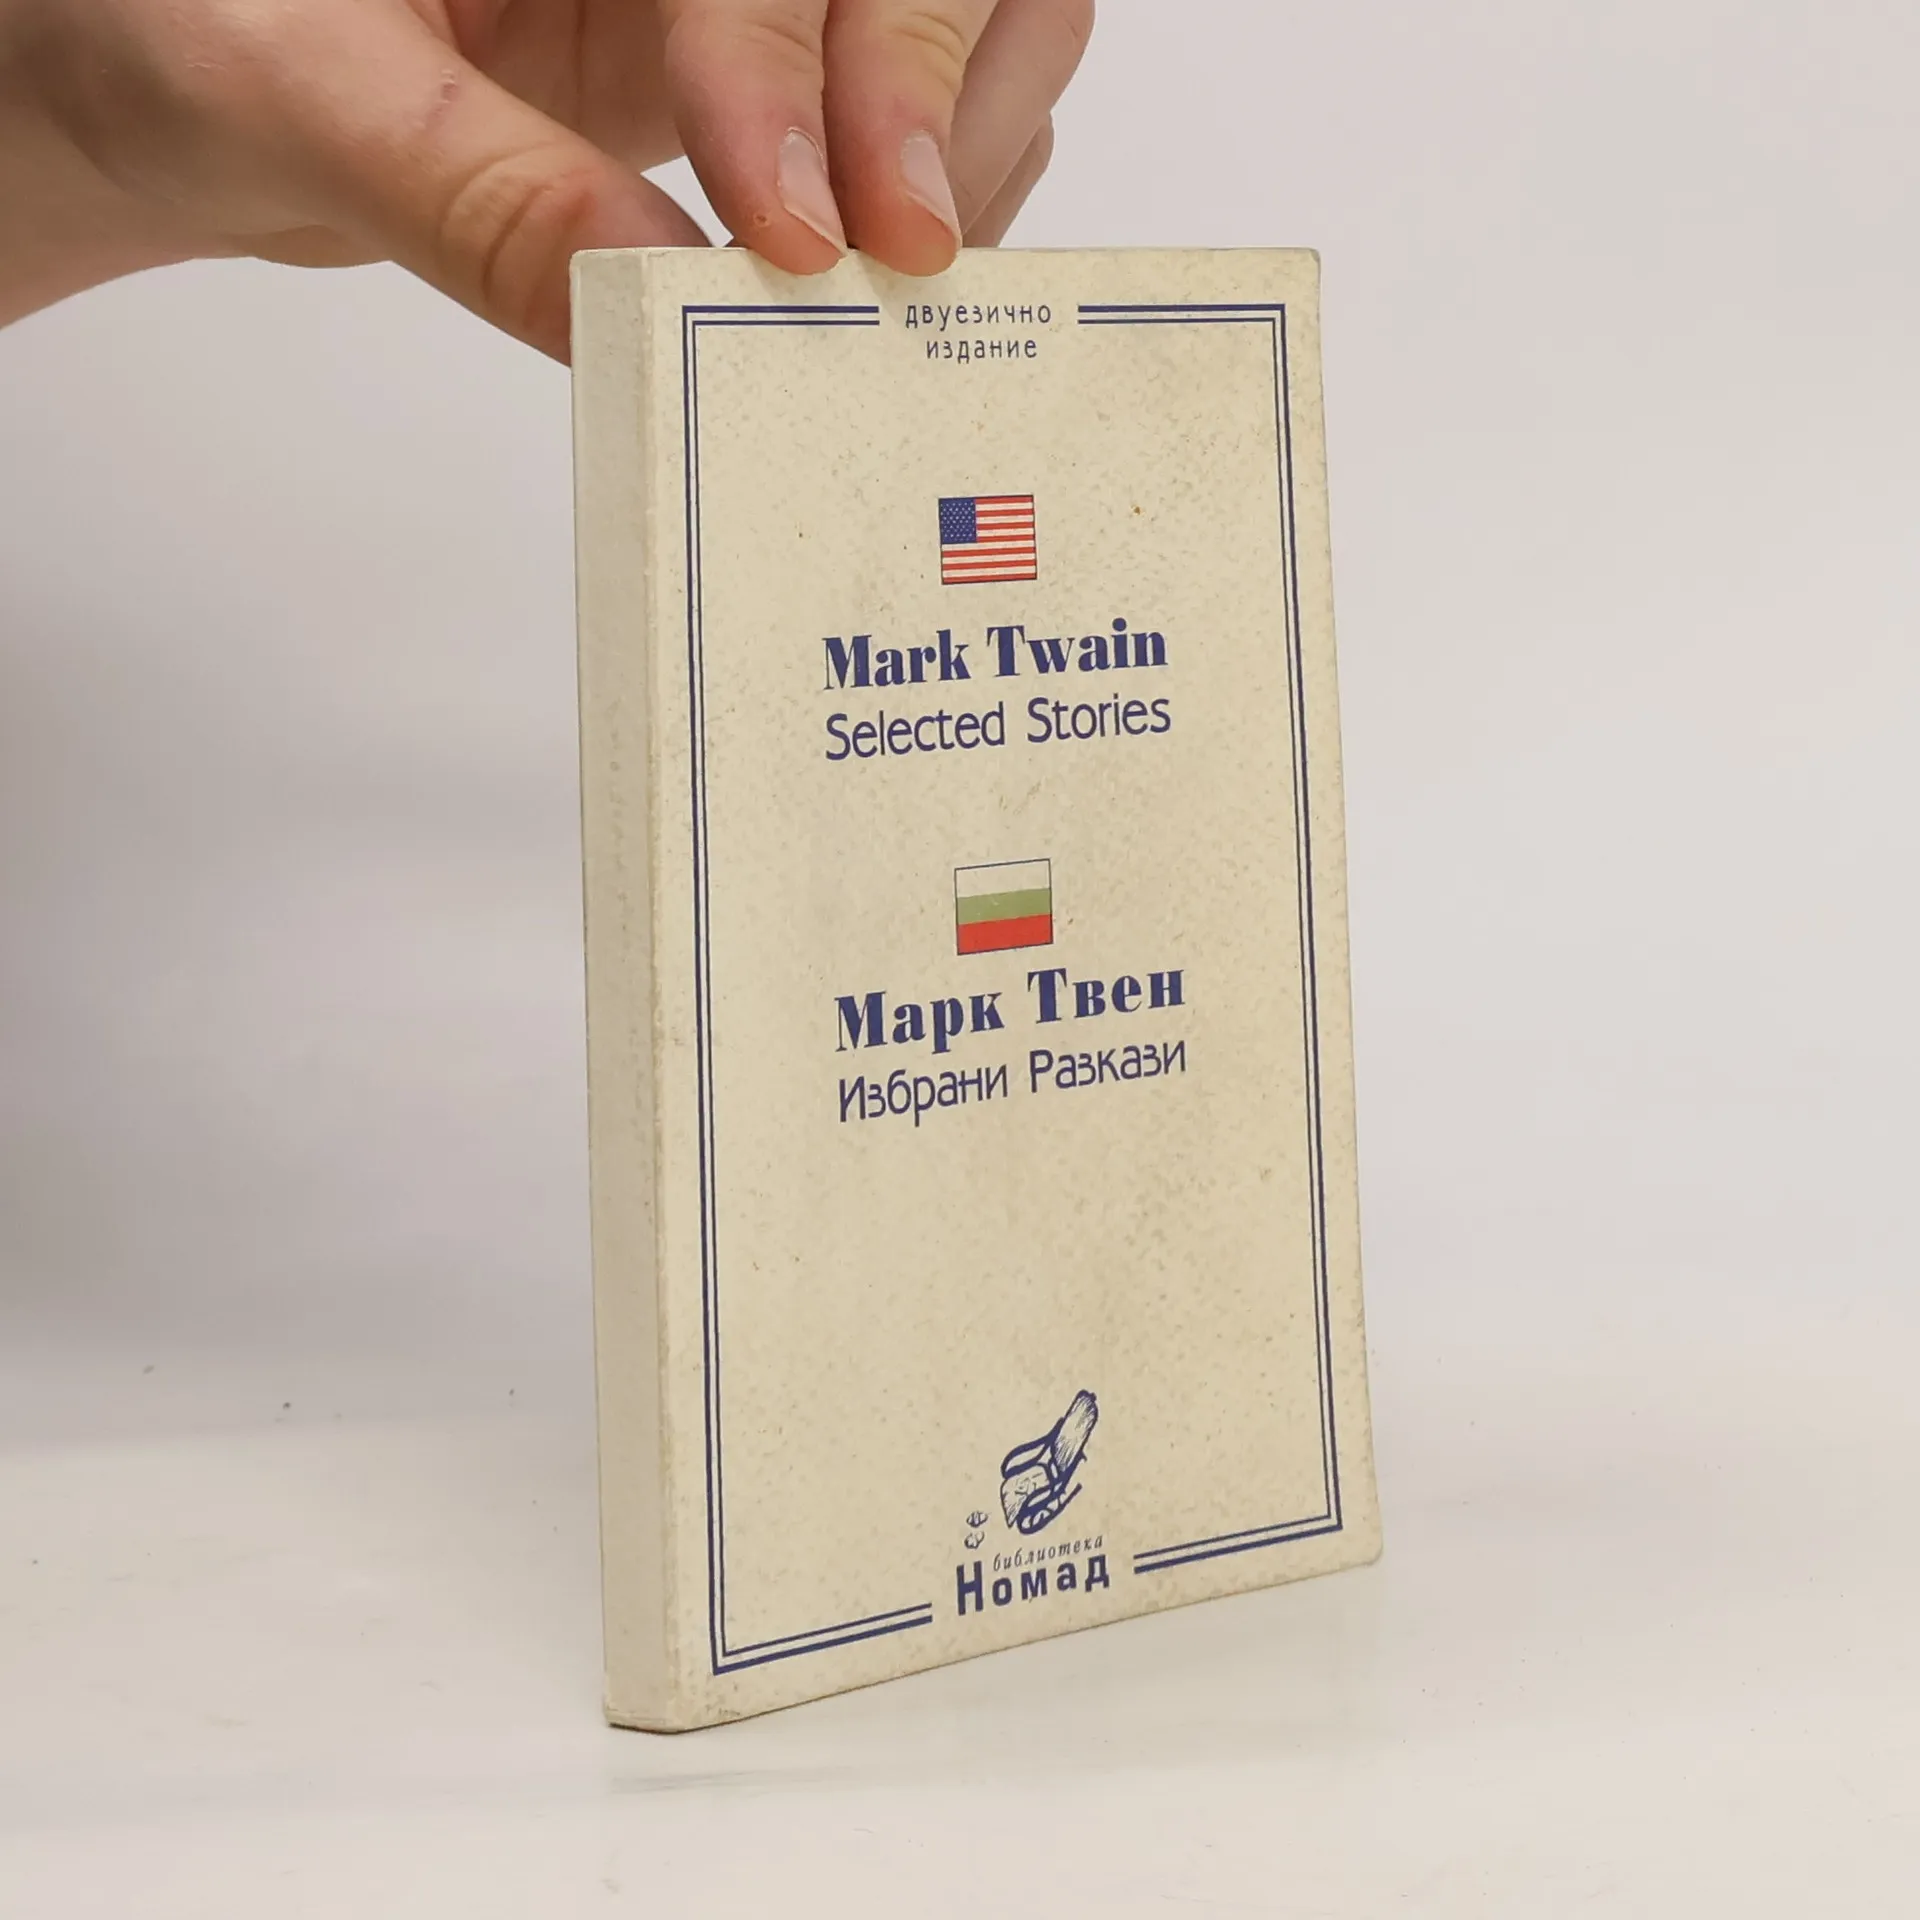 двуезично
издание
Mark Twain
Selected Stories
Марк Твен
Избрани Разкази
библиотека
Номад